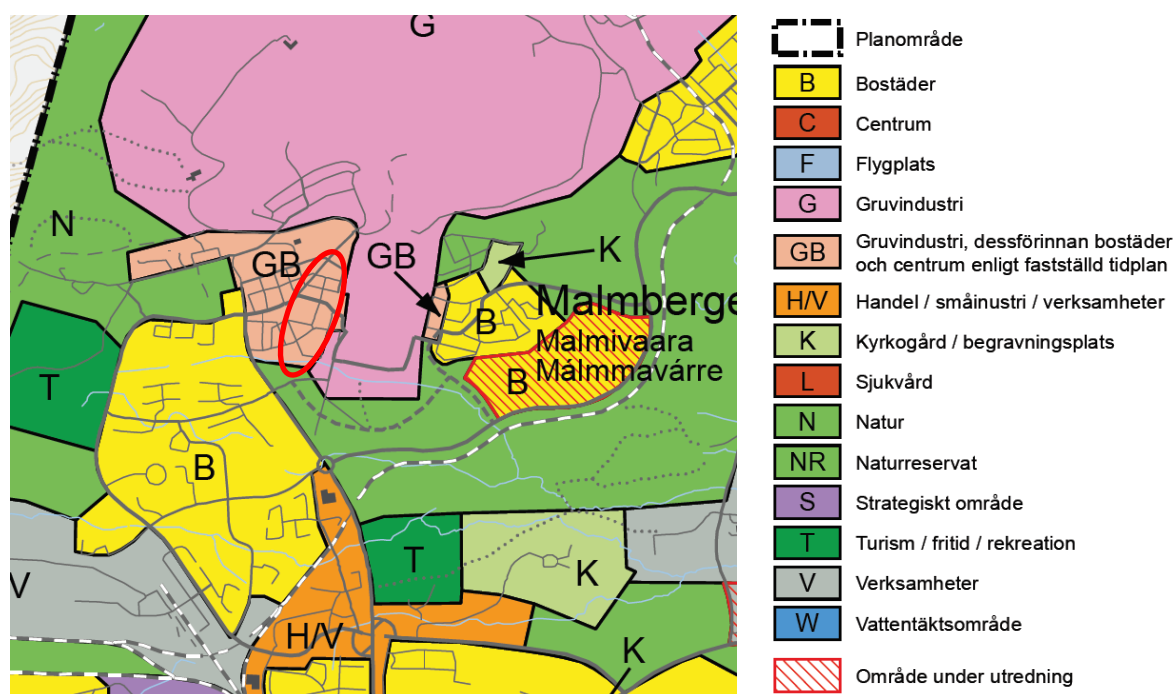 G
N
GB
GB
K
Malmberge
B
Malmivaara
Málmmavárre
B
T
B
T
K
V
H/V
K
Planområde
B Bostäder
C Centrum
F Flygplats
G Gruvindustri
GB Gruvindustri, dessförinnan bostäder
och centrum enligt fastställd tidplan
H/V Handel / småinustri / verksamheter
K Kyrkogård / begravningsplats
L Sjukvård
N Natur
NR Naturreservat
S Strategiskt område
T Turism / fritid / rekreation
V Verksamheter
W Vattentäktsområde
Område under utredning